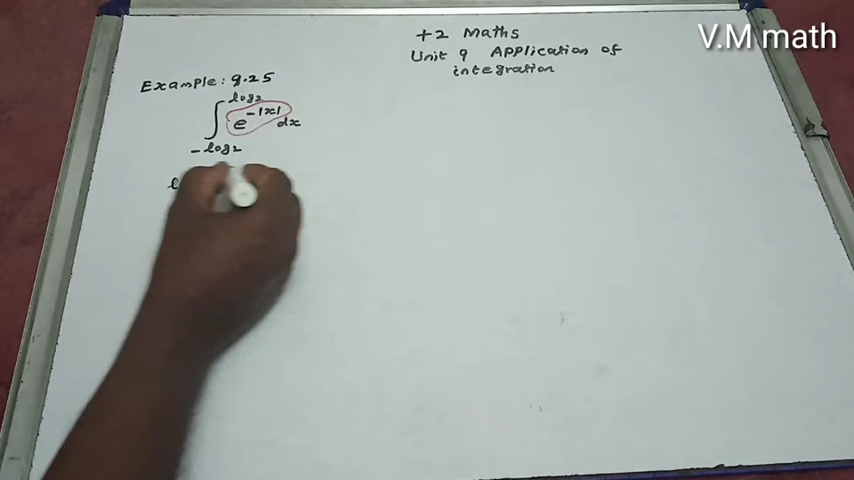 +2 Maths
V.M math
Unit 9 Application of
integration
Example: 9.25
∫_{-log2}^{log2} e^{-|x|} dx